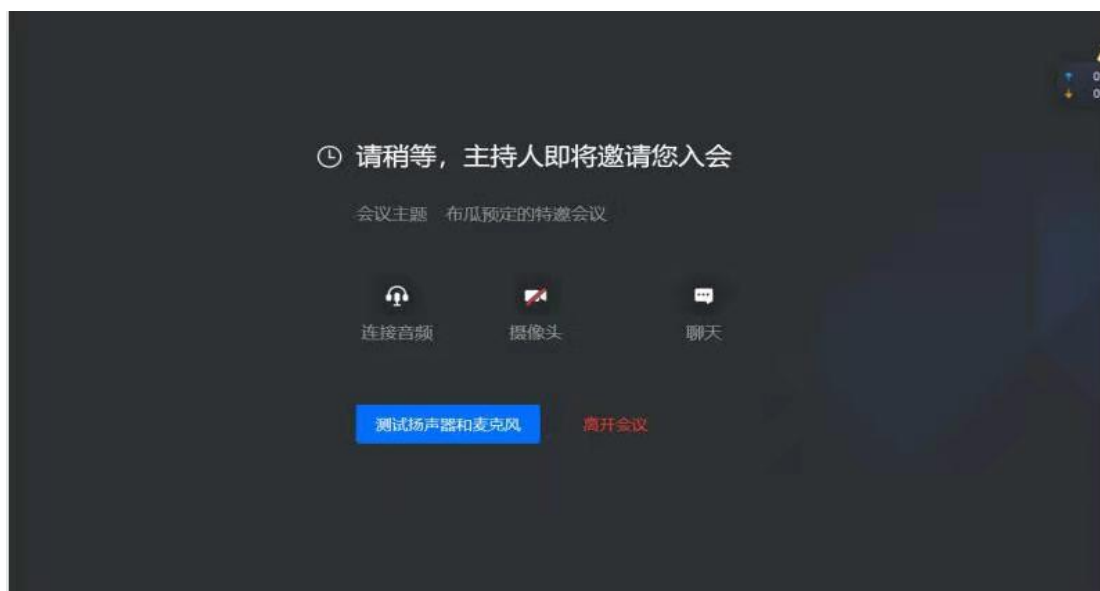 请稍等，主持人即将邀请您入会
会议主题 布瓜预定的特邀会议
连接音频 摄像头 聊天
测试扬声器和麦克风 离开会议